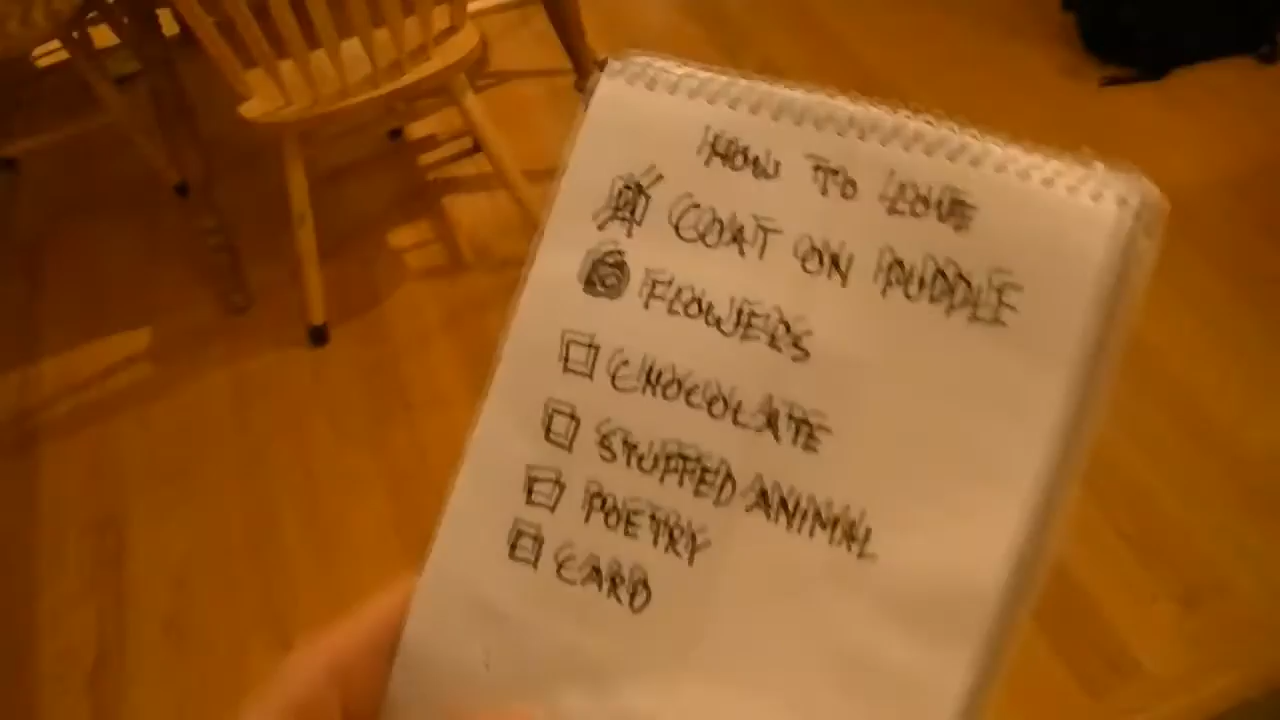 HOW TO LOVE
COAT ON PUDDLE
FLOWERS
CHOCOLATE
STUFFED ANIMAL
POETRY
CARD